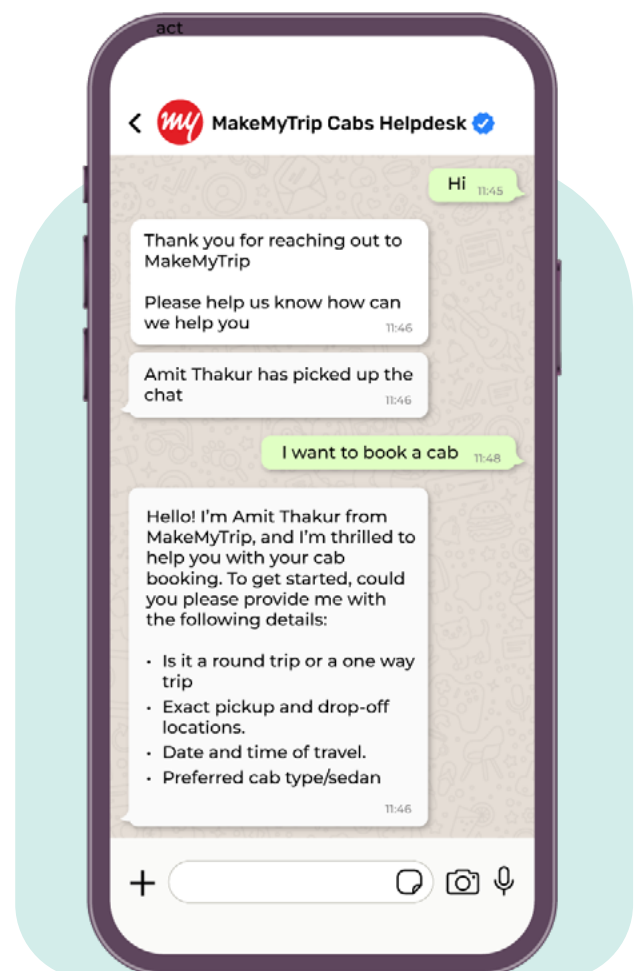 act
my MakeMyTrip Cabs Helpdesk
Hi 11:45
Thank you for reaching out to
MakeMyTrip
Please help us know how can
we help you 11:46
Amit Thakur has picked up the
chat 11:46
I want to book a cab 11:48
Hello! I’m Amit Thakur from
MakeMyTrip, and I’m thrilled to
help you with your cab
booking. To get started, could
you please provide me with
the following details:
· Is it a round trip or a one way
trip
· Exact pickup and drop-off
locations.
· Date and time of travel.
· Preferred cab type/sedan
11:46